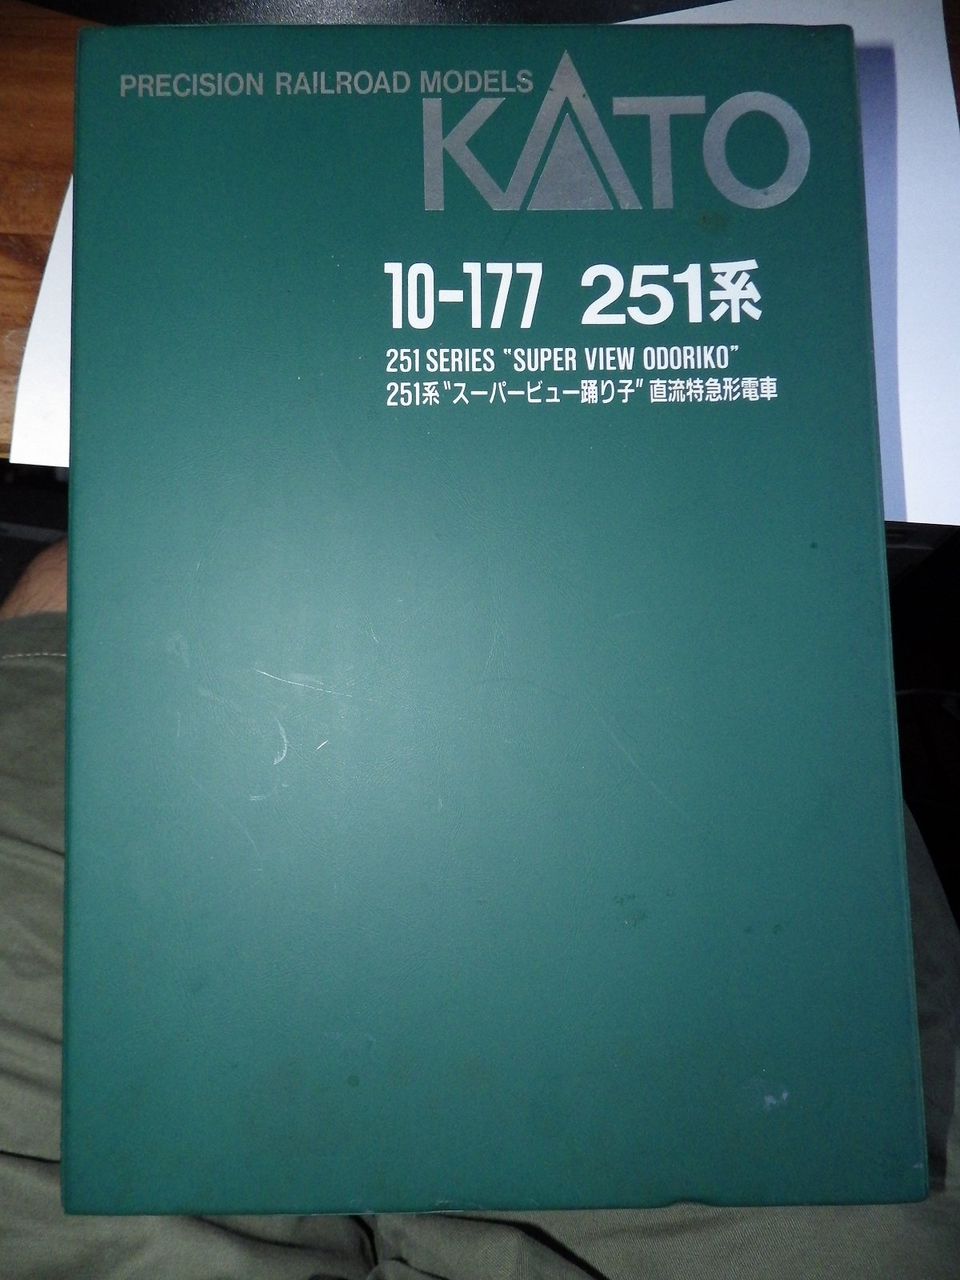 PRECISION RAILROAD MODELS
KATO
10-177 251系
251 SERIES "SUPER VIEW ODORIKO"
251系"スーパービュー踊り子" 直流特急形電車